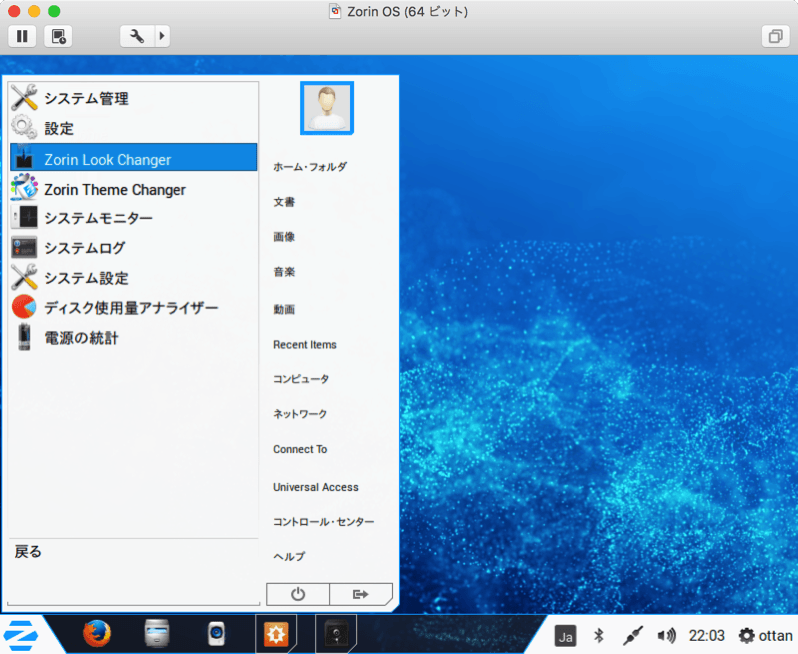 Zorin OS (64 ビット)
システム管理
設定
Zorin Look Changer
Zorin Theme Changer
システムモニター
システムログ
システム設定
ディスク使用量アナライザー
電源の統計
戻る
ホーム・フォルダ
文書
画像
音楽
動画
Recent Items
コンピュータ
ネットワーク
Connect To
Universal Access
コントロール・センター
ヘルプ
Ja
22:03
ottan